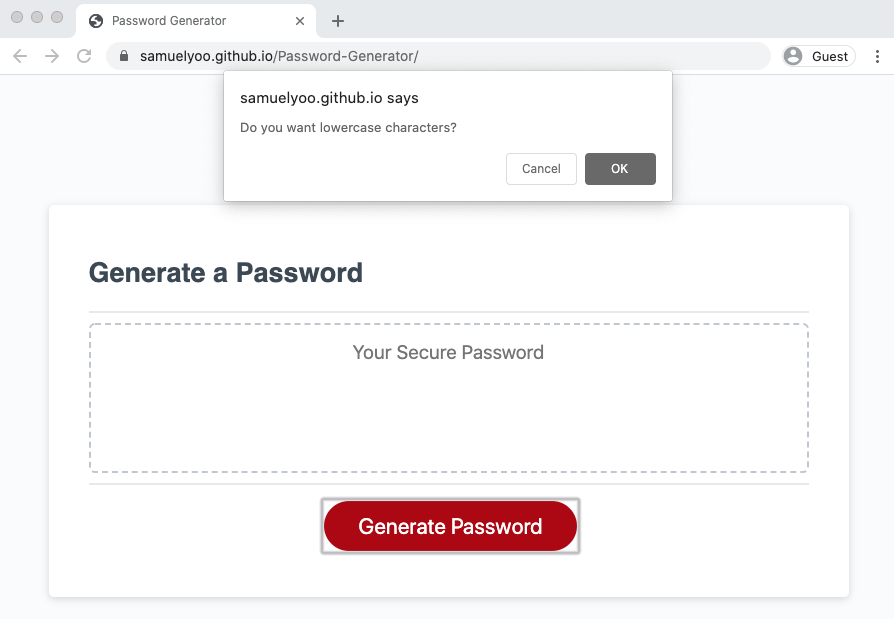 Password Generator
samuelyoo.github.io/Password-Generator/
Guest
samuelyoo.github.io says
Do you want lowercase characters?
Cancel
OK
Generate a Password
Your Secure Password
Generate Password